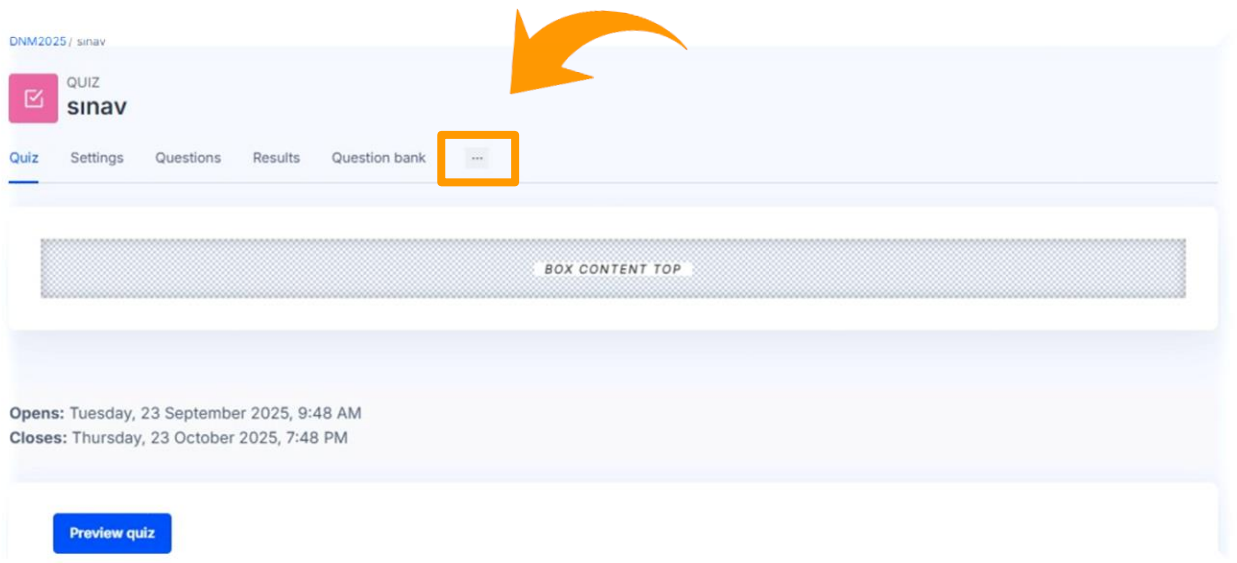 DNM2025 / sınav
QUIZ
sınav
Quiz Settings Questions Results Question bank ...
BOX CONTENT TOP
Opens: Tuesday, 23 September 2025, 9:48 AM
Closes: Thursday, 23 October 2025, 7:48 PM
Preview quiz